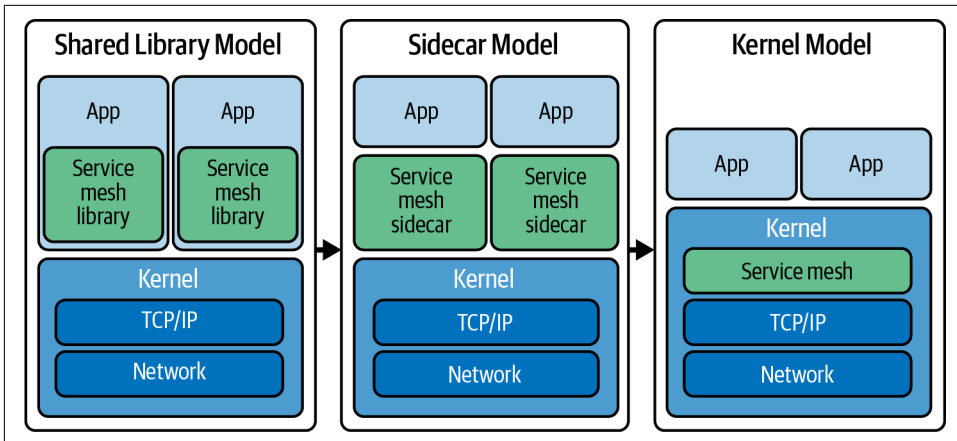 Shared Library Model
App
App
Service
mesh
library
Service
mesh
library
Kernel
TCP/IP
Network
Sidecar Model
App
App
Service
mesh
sidecar
Service
mesh
sidecar
Kernel
TCP/IP
Network
Kernel Model
App
App
Kernel
Service mesh
TCP/IP
Network